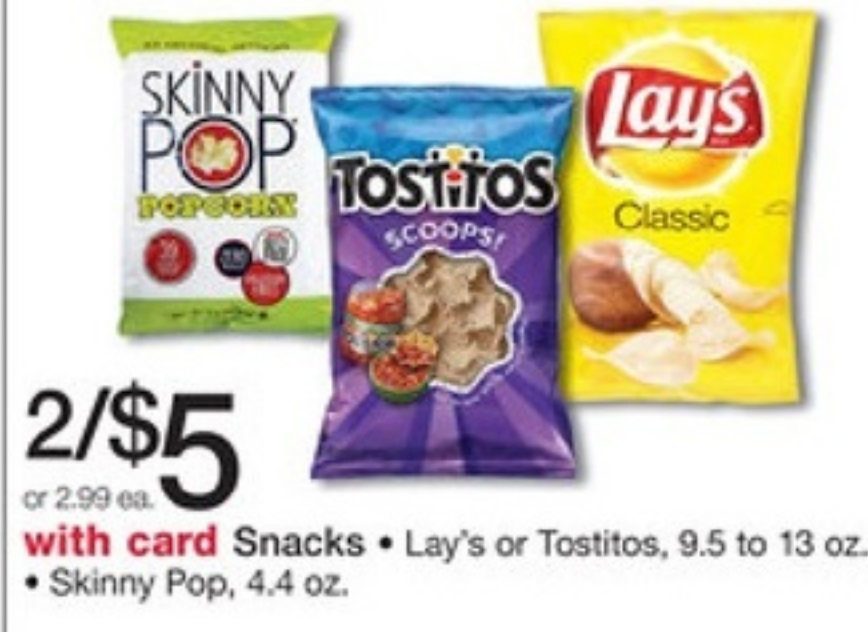 SKINNY
POP
POPCORN
TOSTITOS
SCOOPS!
Lay's
Classic
2/$5
or 2.99 ea.
with card Snacks • Lay's or Tostitos, 9.5 to 13 oz.
• Skinny Pop, 4.4 oz.